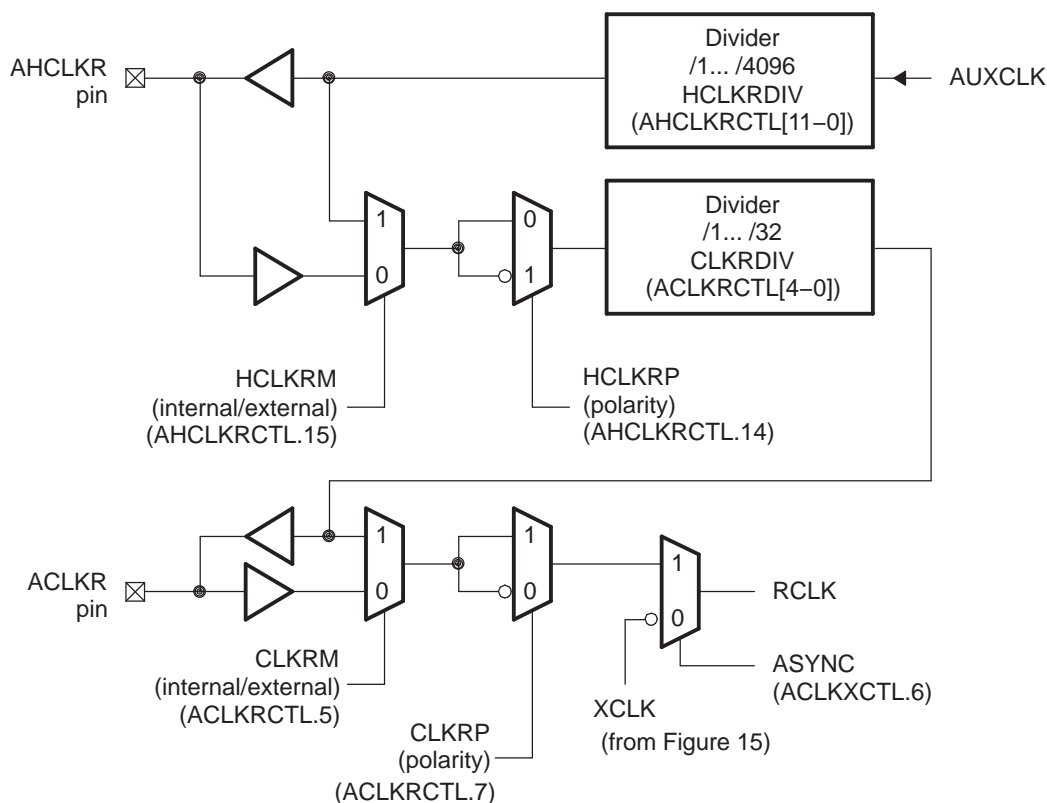 AHCLKR
pin
Divider
/1... /4096
HCLKRDIV
(AHCLKRCTL[11−0])
AUXCLK
1
0
0
1
Divider
/1... /32
CLKRDIV
(ACLKRCTL[4−0])
HCLKRM
(internal/external)
(AHCLKRCTL.15)
HCLKRP
(polarity)
(AHCLKRCTL.14)
ACLKR
pin
1
0
1
0
1
0
RCLK
CLKRM
(internal/external)
(ACLKRCTL.5)
CLKRP
(polarity)
(ACLKRCTL.7)
XCLK
(from Figure 15)
ASYNC
(ACLKXCTL.6)